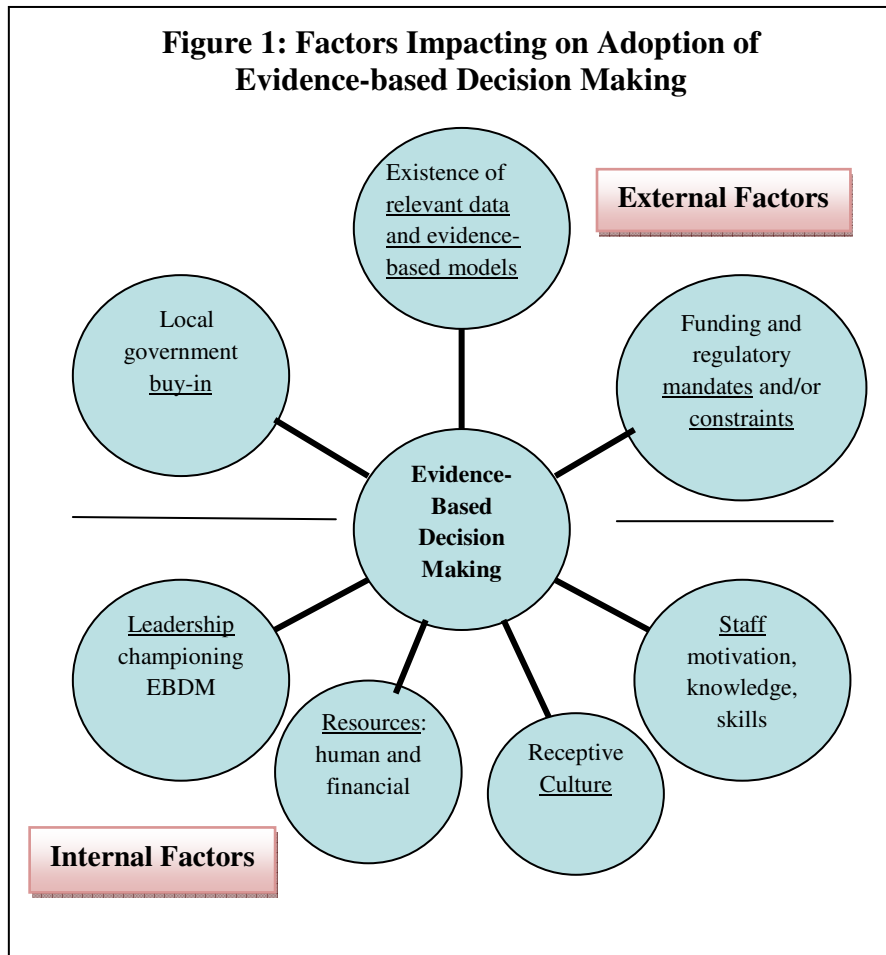 Figure 1: Factors Impacting on Adoption of
Evidence-based Decision Making
Existence of
relevant data
and evidence-
based models
External Factors
Local
government
buy-in
Funding and
regulatory
mandates and/or
constraints
Evidence-
Based
Decision
Making
Leadership
championing
EBDM
Resources:
human and
financial
Receptive
Culture
Staff
motivation,
knowledge,
skills
Internal Factors